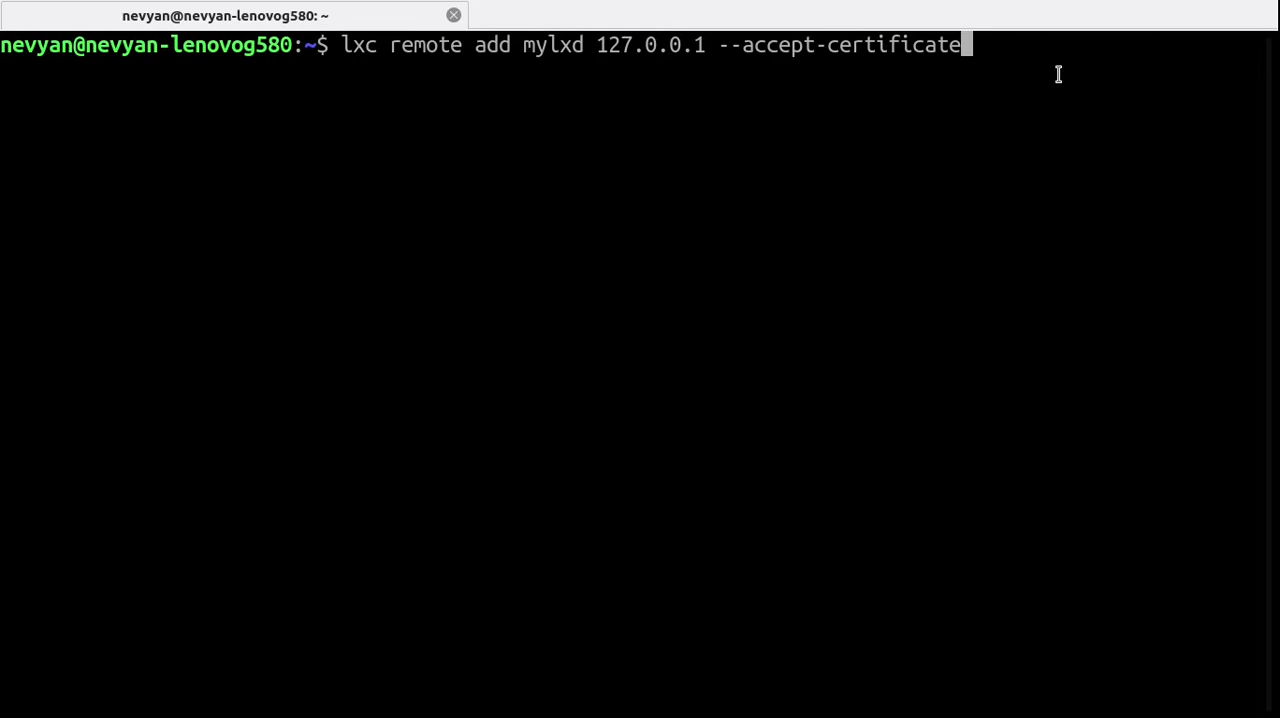 nevyan@nevyan-lenovog580: ~
nevyan@nevyan-lenovog580:~$ lxc remote add mylxd 127.0.0.1 --accept-certificate